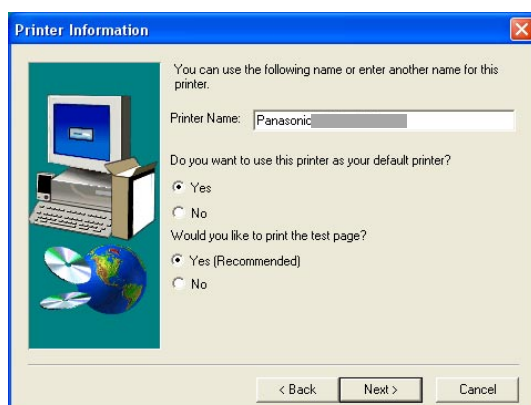 Printer Information
You can use the following name or enter another name for this
printer.
Printer Name: Panasonic
Do you want to use this printer as your default printer?
Yes
No
Would you like to print the test page?
Yes (Recommended)
No
< Back Next > Cancel